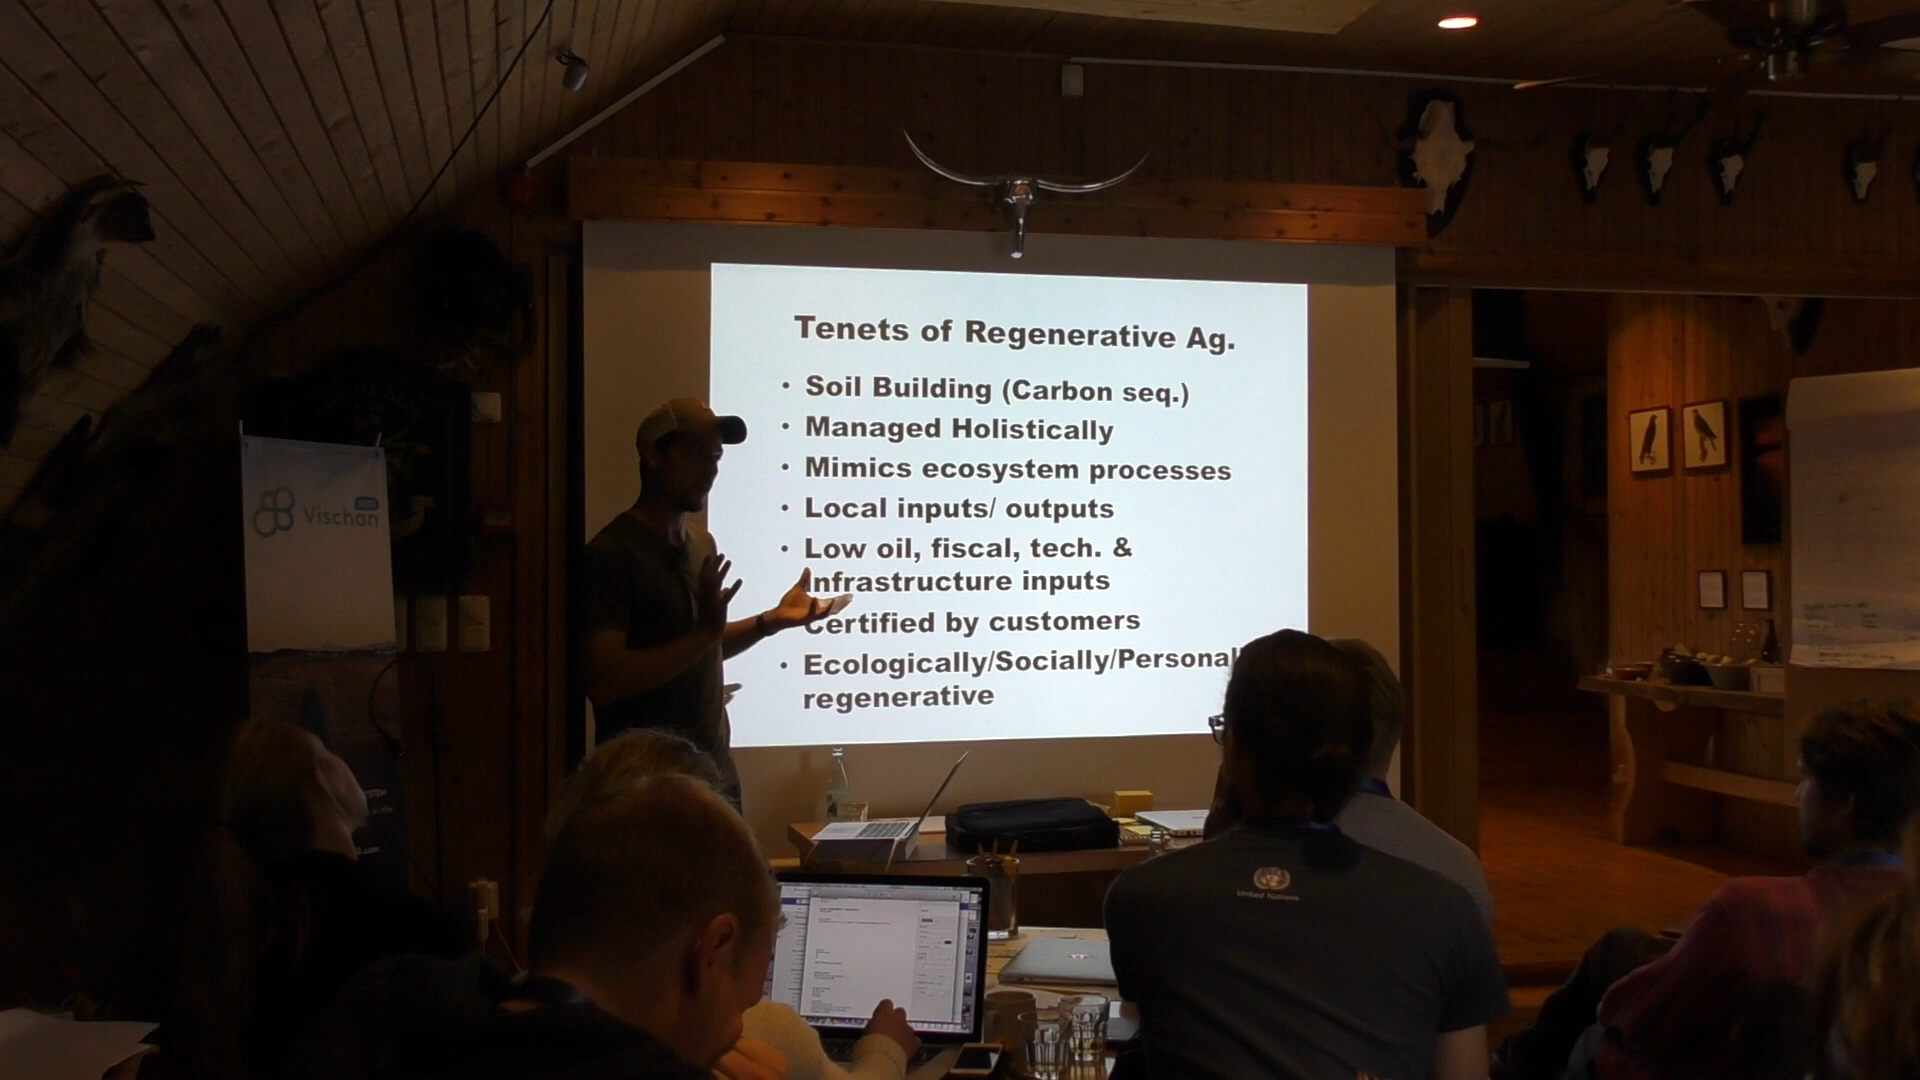 Tenets of Regenerative Ag.
• Soil Building (Carbon seq.)
• Managed Holistically
• Mimics ecosystem processes
• Local inputs/ outputs
• Low oil, fiscal, tech. &
infrastructure inputs
Certified by customers
• Ecologically/Socially/Personal
regenerative
Vischan
United Nations